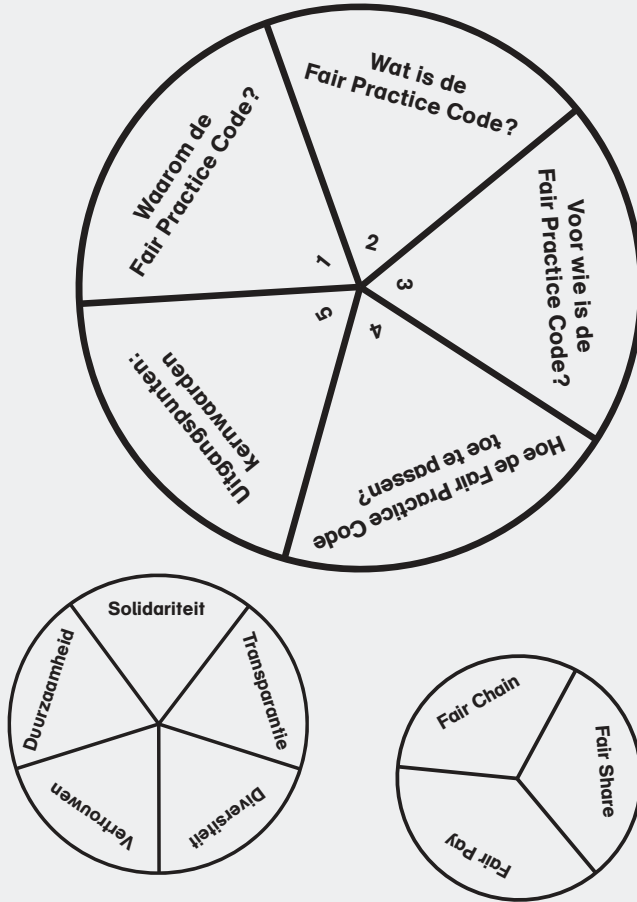 Waarom de
Fair Practice Code?
1
Wat is de
Fair Practice Code?
2
Voor wie is de
Fair Practice Code?
3
Hoe de Fair Practice Code
toe te passen?
4
Uitgangspunten:
kernwaarden
5
Solidariteit
Transparantie
Diversiteit
Vertrouwen
Duurzaamheid
Fair Chain
Fair Share
Fair Pay